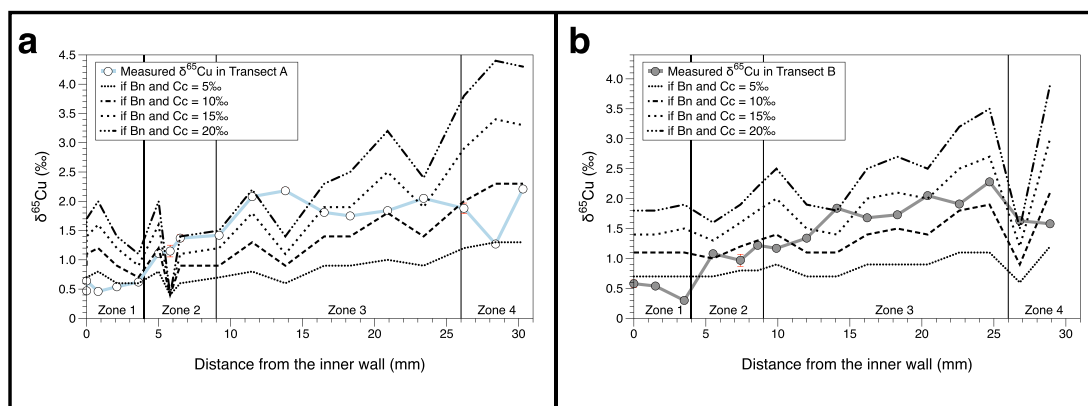 a
δ⁶⁵Cu (‰)
4.5
4.0
3.5
3.0
2.5
2.0
1.5
1.0
0.5
0
Measured δ⁶⁵Cu in Transect A
if Bn and Cc = 5‰
if Bn and Cc = 10‰
if Bn and Cc = 15‰
if Bn and Cc = 20‰
Zone 1
Zone 2
Zone 3
Zone 4
0 5 10 15 20 25 30
Distance from the inner wall (mm)
b
δ⁶⁵Cu (‰)
4.0
3.5
3.0
2.5
2.0
1.5
1.0
0.5
0
Measured δ⁶⁵Cu in Transect B
if Bn and Cc = 5‰
if Bn and Cc = 10‰
if Bn and Cc = 15‰
if Bn and Cc = 20‰
Zone 1
Zone 2
Zone 3
Zone 4
0 5 10 15 20 25 30
Distance from the inner wall (mm)